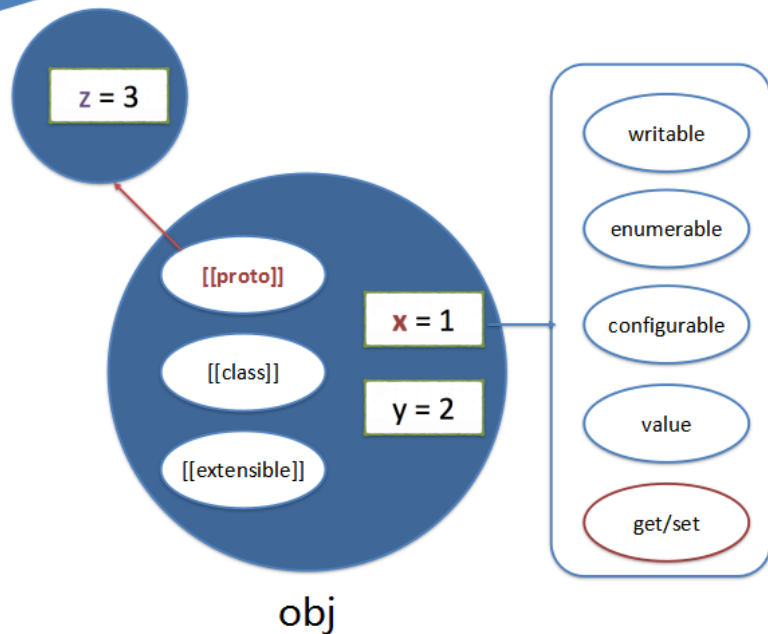 z = 3
[[proto]]
[[class]]
[[extensible]]
x = 1
y = 2
writable
enumerable
configurable
value
get/set
obj